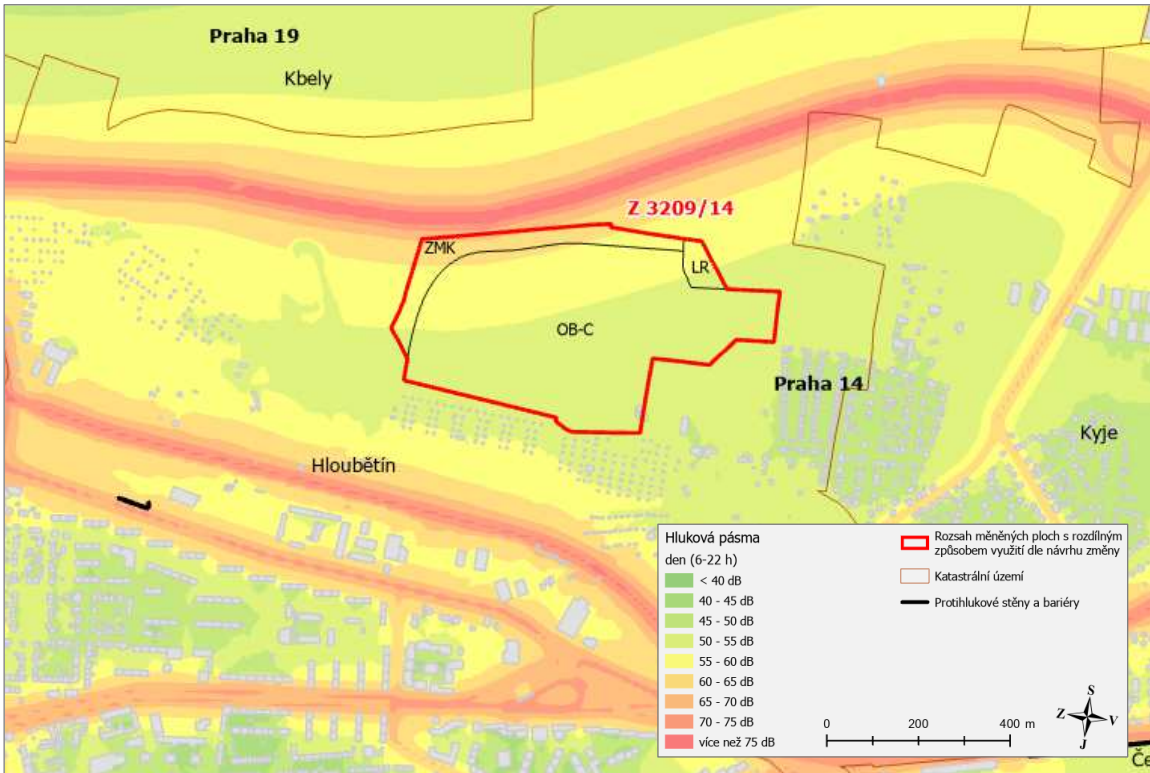 Praha 19
Kbely
Z 3209/14
ZMK
LR
OB-C
Praha 14
Kyje
Hloubětín
Hluková pásma
den (6-22 h)
< 40 dB
40 - 45 dB
45 - 50 dB
50 - 55 dB
55 - 60 dB
60 - 65 dB
65 - 70 dB
70 - 75 dB
více než 75 dB
Rozsah měněných ploch s rozdílným
způsobem využití dle návrhu změny
Katastrální území
Protihlukové stěny a bariéry
0 200 400 m
S
Z V
J
Če